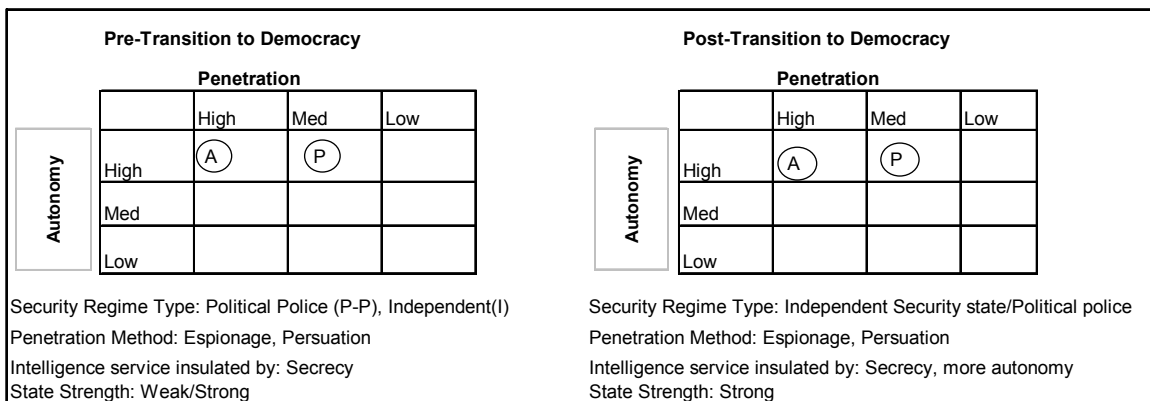 Pre-Transition to Democracy
Penetration
High Med Low
Autonomy
High A P
Med
Low
Security Regime Type: Political Police (P-P), Independent(I)
Penetration Method: Espionage, Persuation
Intelligence service insulated by: Secrecy
State Strength: Weak/Strong
Post-Transition to Democracy
Penetration
High Med Low
Autonomy
High A P
Med
Low
Security Regime Type: Independent Security state/Political police
Penetration Method: Espionage, Persuation
Intelligence service insulated by: Secrecy, more autonomy
State Strength: Strong